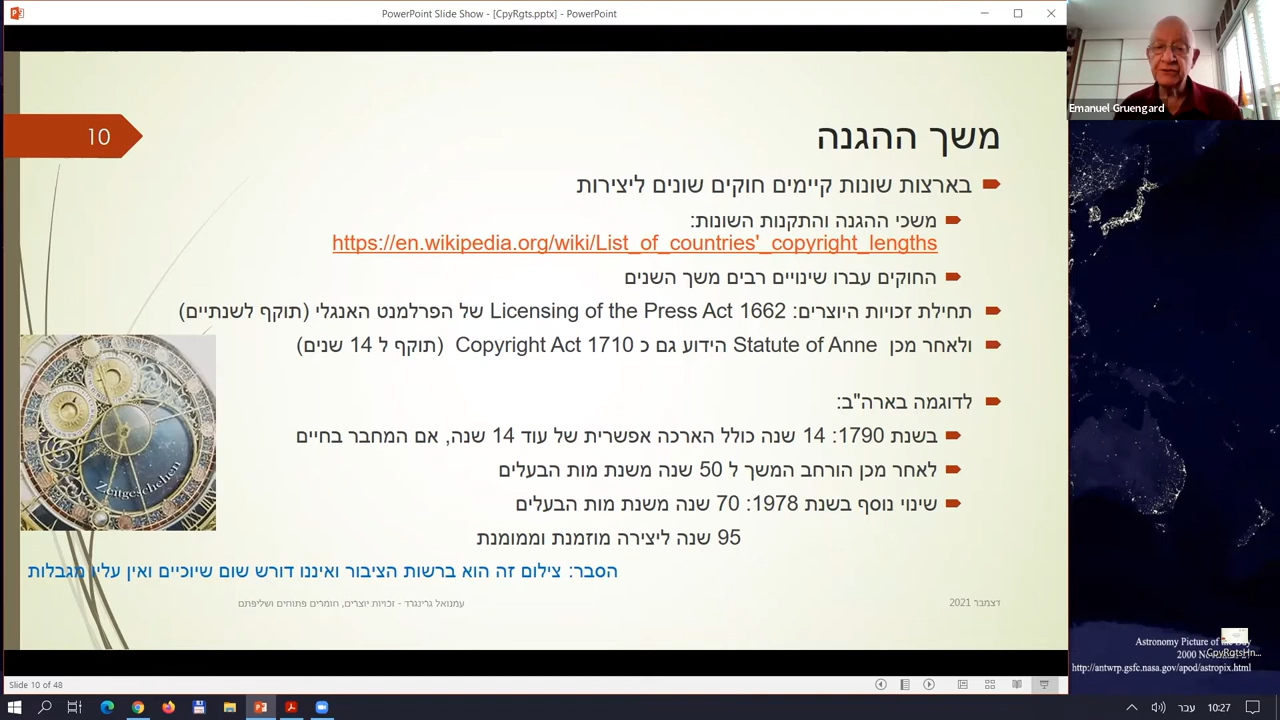 PowerPoint Slide Show - [CpyRgts.pptx] - PowerPoint
Emanuel Gruengard
10
משך ההגנה
בארצות שונות קיימים חוקים שונים ליצירות
משכי ההגנה והתקנות השונות:
https://en.wikipedia.org/wiki/List_of_countries'_copyright_lengths
החוקים עברו שינויים רבים משך השנים
תחילת זכויות היוצרים: Licensing of the Press Act 1662 של הפרלמנט האנגלי (תוקף לשנתיים)
ולאחר מכן Statute of Anne הידוע גם כ Copyright Act 1710 (תוקף ל 14 שנים)
לדוגמה בארה"ב:
בשנת 1790: 14 שנה כולל הארכה אפשרית של עוד 14 שנה, אם המחבר בחיים
לאחר מכן הורחב המשך ל 50 שנה משנת מות הבעלים
שינוי נוסף בשנת 1978: 70 שנה משנת מות הבעלים
95 שנה ליצירה מוזמנת וממומנת
Zeitgeschehen
הסבר: צילום זה הוא ברשות הציבור ואיננו דורש שום שיוכיים ואין עליו מגבלות
דצמבר 2021
עמנואל גרינגרד - זכויות יוצרים, חומרים פתוחים ושליפתם
Astronomy Picture of the Day
2000
CpyRgtsHn...
http://antwrp.gsfc.nasa.gov/apod/astropix.html
Slide 10 of 48
עבר
10:27